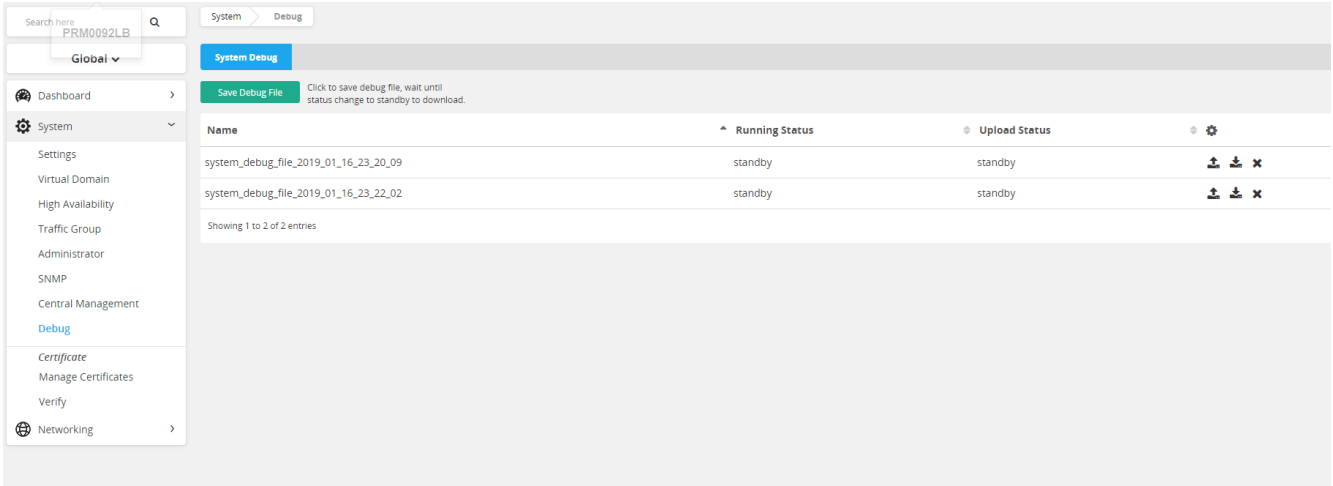 Search here
PRM0092LB
Global
Dashboard
System
Settings
Virtual Domain
High Availability
Traffic Group
Administrator
SNMP
Central Management
Debug
Certificate
Manage Certificates
Verify
Networking
System Debug
System Debug
Save Debug File Click to save debug file, wait until
status change to standby to download.
Name Running Status Upload Status
system_debug_file_2019_01_16_23_20_09 standby standby
system_debug_file_2019_01_16_23_22_02 standby standby
Showing 1 to 2 of 2 entries